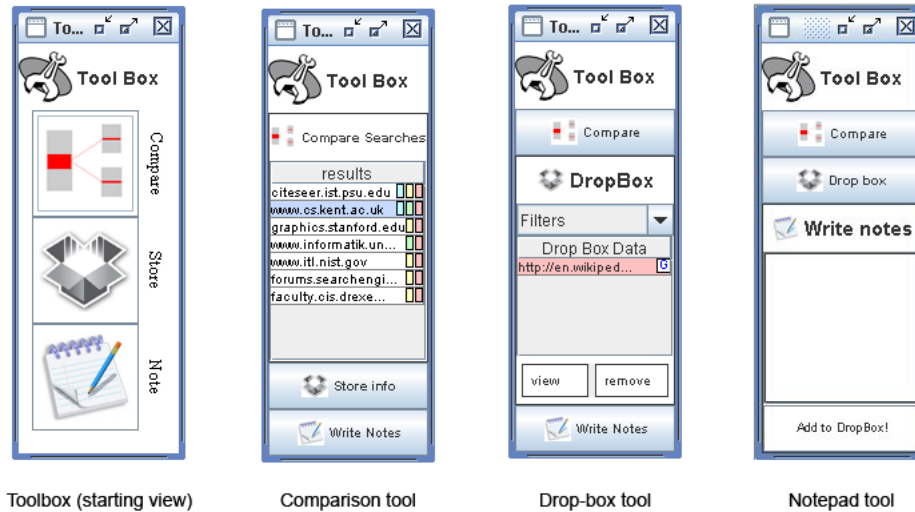 To...
Tool Box
Compare
Store
Note
Toolbox (starting view)
To...
Tool Box
Compare Searches
results
citeseer.ist.psu.edu
www.cs.kent.ac.uk
graphics.stanford.edu
www.informatik.un...
www.itl.nist.gov
forums.searchengi...
faculty.cis.drexe...
Store info
Write Notes
Comparison tool
To...
Tool Box
Compare
DropBox
Filters
Drop Box Data
http://en.wikiped... G
view remove
Write Notes
Drop-box tool
Tool Box
Compare
Drop box
Write notes
Add to DropBox!
Notepad tool